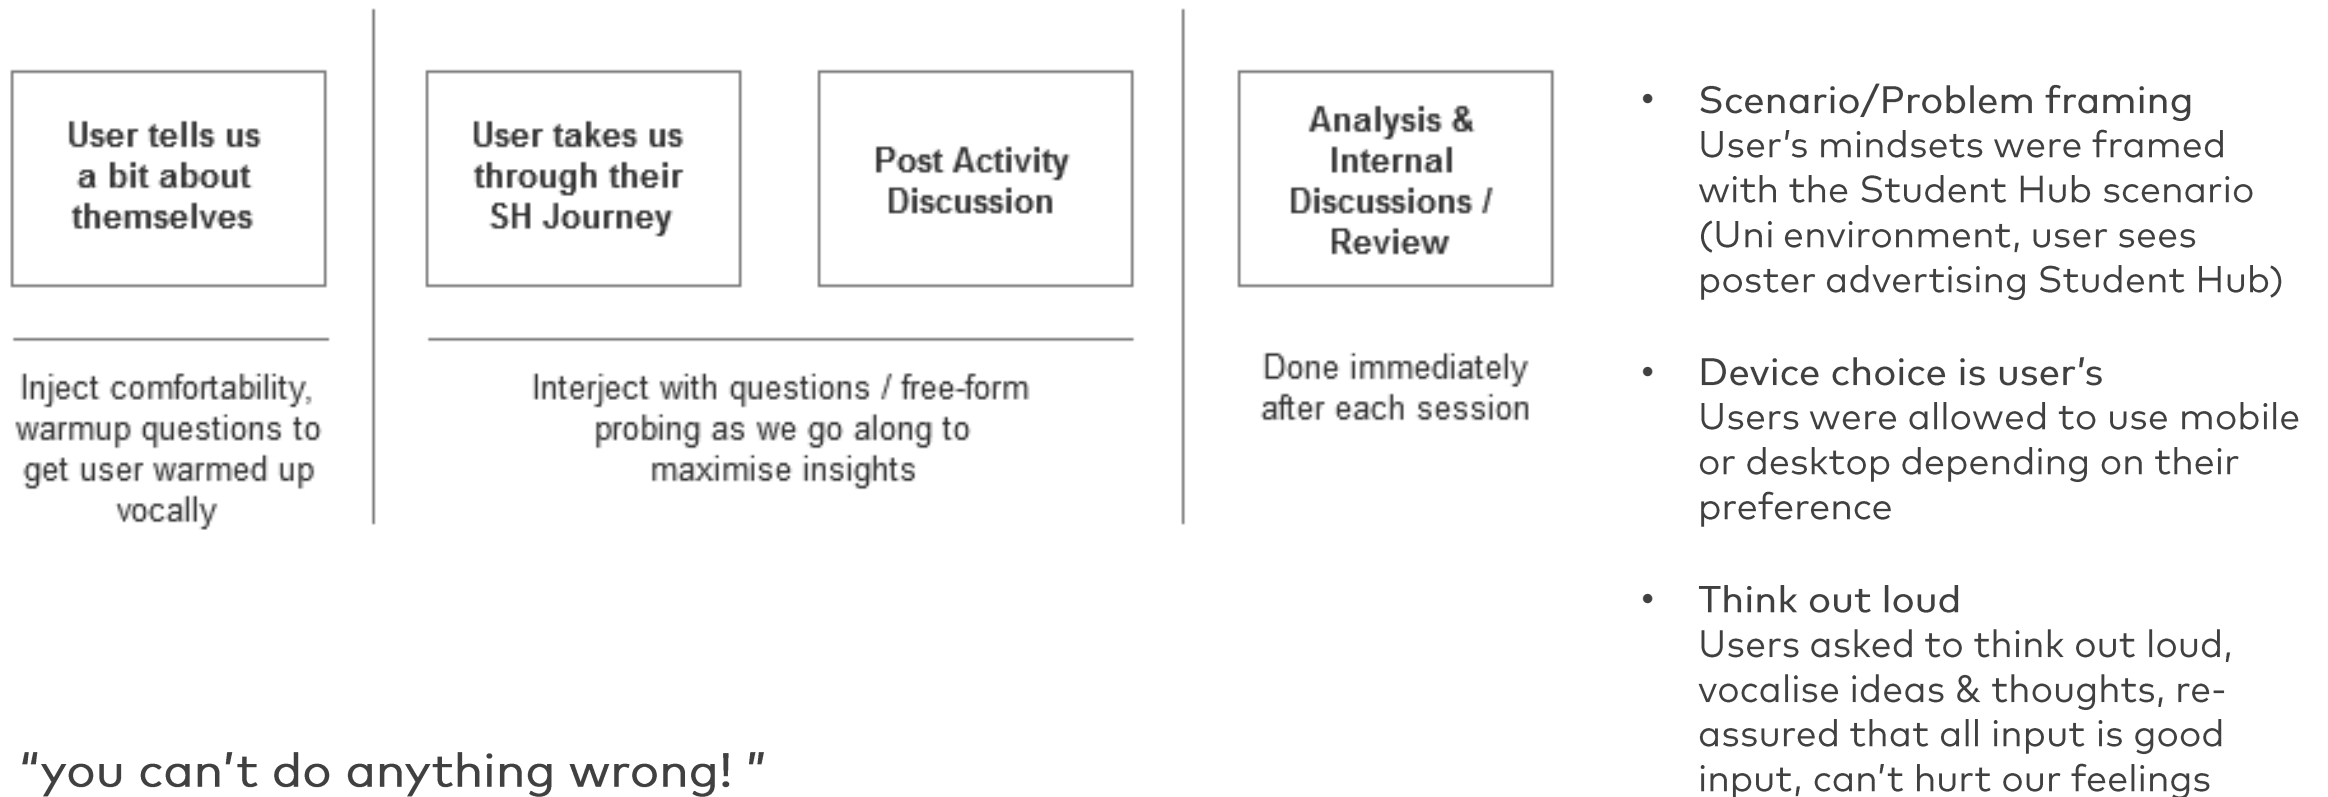 User tells us
a bit about
themselves
Inject comfortability,
warmup questions to
get user warmed up
vocally
User takes us
through their
SH Journey
Post Activity
Discussion
Interject with questions / free-form
probing as we go along to
maximise insights
Analysis &
Internal
Discussions /
Review
Done immediately
after each session
"you can't do anything wrong! "
• Scenario/Problem framing
User's mindsets were framed
with the Student Hub scenario
(Uni environment, user sees
poster advertising Student Hub)
• Device choice is user's
Users were allowed to use mobile
or desktop depending on their
preference
• Think out loud
Users asked to think out loud,
vocalise ideas & thoughts, re-
assured that all input is good
input, can't hurt our feelings